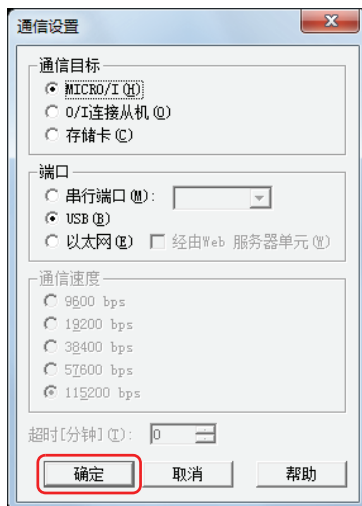 通信设置
通信目标
MICRO/I(H)
O/I连接从机(O)
存储卡(C)
端口
串行端口(M):
USB(B)
以太网(E) 经由Web 服务器单元(W)
通信速度
9600 bps
19200 bps
38400 bps
57600 bps
115200 bps
超时[分钟](T): 0
确定 取消 帮助